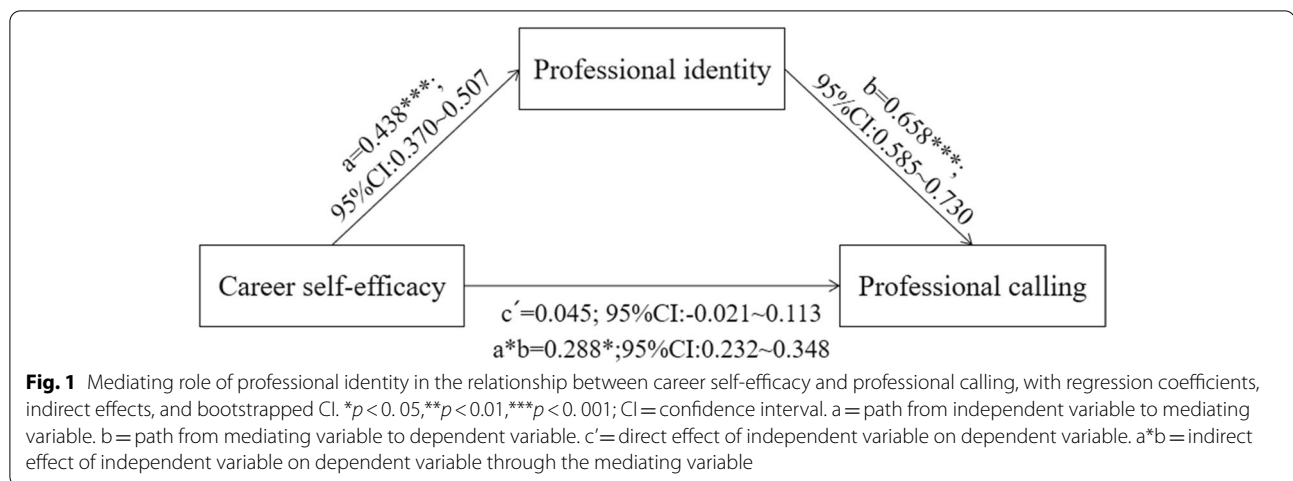 Professional identity
a=0.438***;
95%CI:0.370~0.507
b=0.658***;
95%CI:0.585~0.730
Career self-efficacy
Professional calling
c´=0.045; 95%CI:-0.021~0.113
a*b=0.288*;95%CI:0.232~0.348
Fig. 1 Mediating role of professional identity in the relationship between career self-efficacy and professional calling, with regression coefficients,
indirect effects, and bootstrapped CI. *p < 0. 05,**p < 0.01,***p < 0. 001; CI = confidence interval. a = path from independent variable to mediating
variable. b = path from mediating variable to dependent variable. c’ = direct effect of independent variable on dependent variable. a*b = indirect
effect of independent variable on dependent variable through the mediating variable